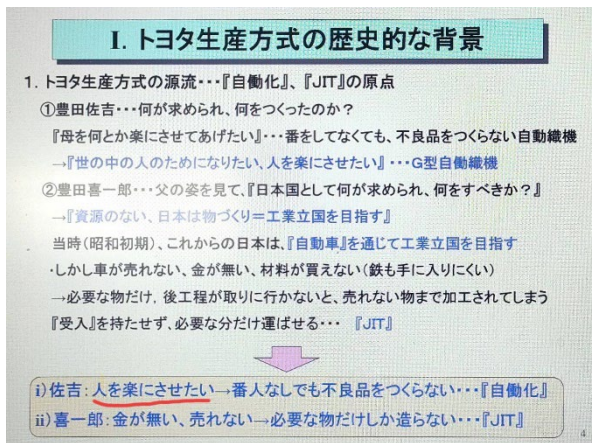 Ⅰ. トヨタ生産方式の歴史的な背景
1. トヨタ生産方式の源流･･･『自働化』、『JIT』の原点
①豊田佐吉･･･何が求められ、何をつくったのか？
『母を何とか楽にさせてあげたい』･･･番をしてなくても、不良品をつくらない自動織機
→『世の中の人のためになりたい、人を楽にさせたい』･･･G型自働織機
②豊田喜一郎･･･父の姿を見て、『日本国として何が求められ、何をすべきか？』
→『資源のない、日本は物づくり＝工業立国を目指す』
当時（昭和初期）、これからの日本は、『自動車』を通じて工業立国を目指す
･しかし車が売れない、金が無い、材料が買えない（鉄も手に入りにくい）
→必要な物だけ，後工程が取りに行かないと、売れない物まで加工されてしまう
『受入』を持たせず、必要な分だけ運ばせる･･･ 『JIT』
ⅰ）佐吉：人を楽にさせたい→番人なしでも不良品をつくらない･･･『自働化』
ⅱ）喜一郎：金が無い、売れない→必要な物だけしか造らない･･･『JIT』
4